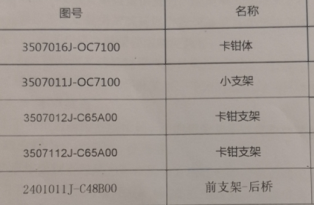 图号 名称
3507016J-OC7100 卡钳体
3507011J-OC7100 小支架
3507012J-C65A00 卡钳支架
3507112J-C65A00 卡钳支架
2401011J-C48B00 前支架-后桥